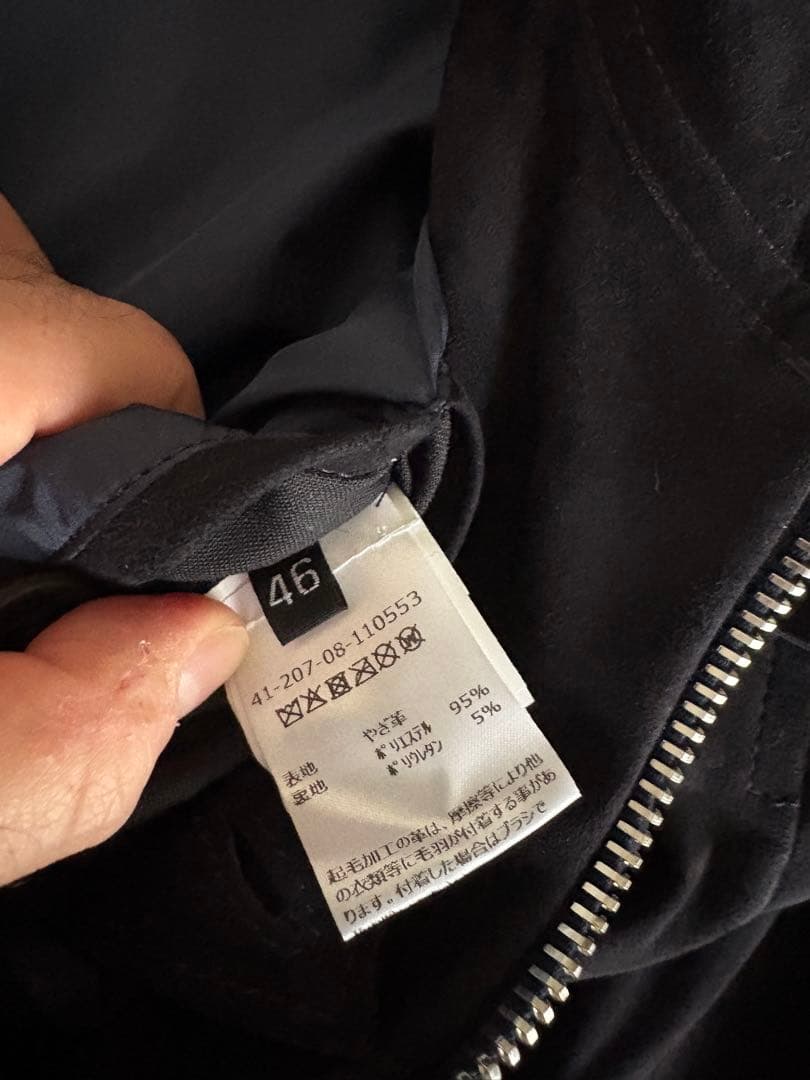 46
41-207-08-110553
表地 やぎ革
裏地 ポリエステル 95%
ポリウレタン 5%
起毛加工の革は、摩擦等により他
の衣類等に毛羽が付着する事があ
ります。付着した場合はブラシで